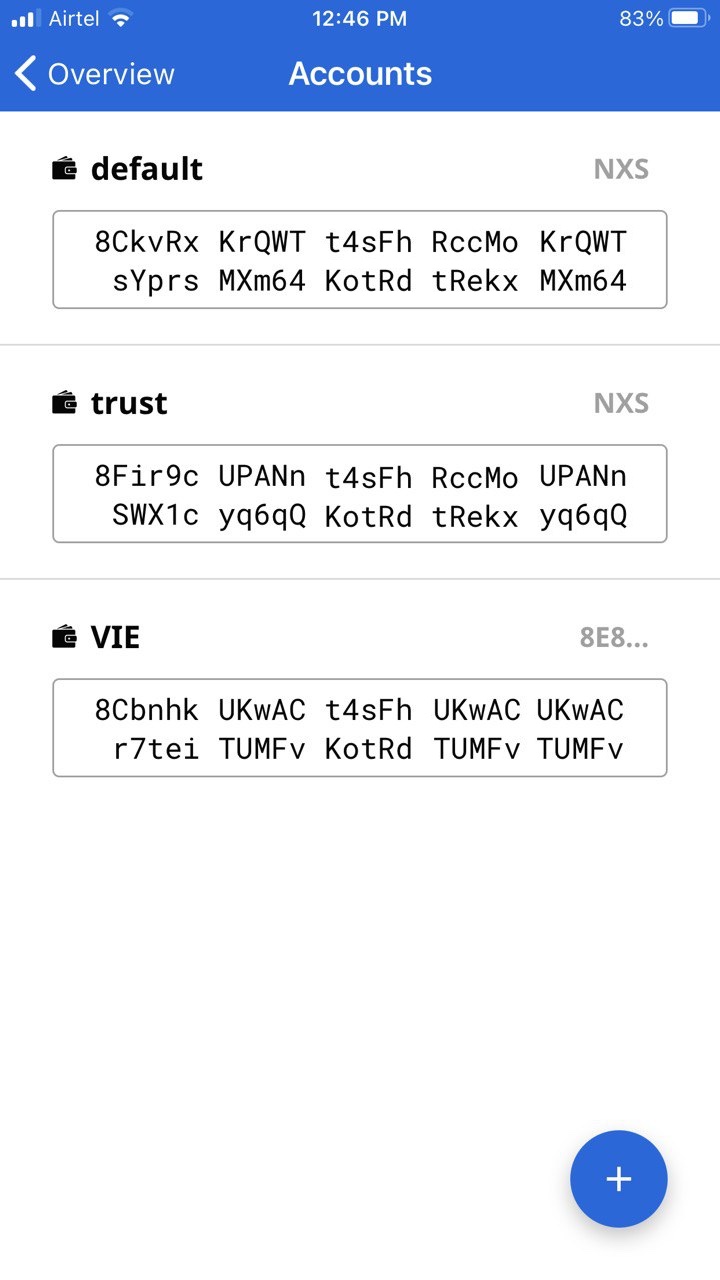 Airtel 12:46 PM 83%
Overview Accounts
default NXS
8CkvRx KrQWT t4sFh RccMo KrQWT
sYprs MXm64 KotRd tRekx MXm64
trust NXS
8Fir9c UPANn t4sFh RccMo UPANn
SWX1c yq6qQ KotRd tRekx yq6qQ
VIE 8E8...
8Cbnhk UKwAC t4sFh UKwAC UKwAC
r7tei TUMFv KotRd TUMFv TUMFv
+